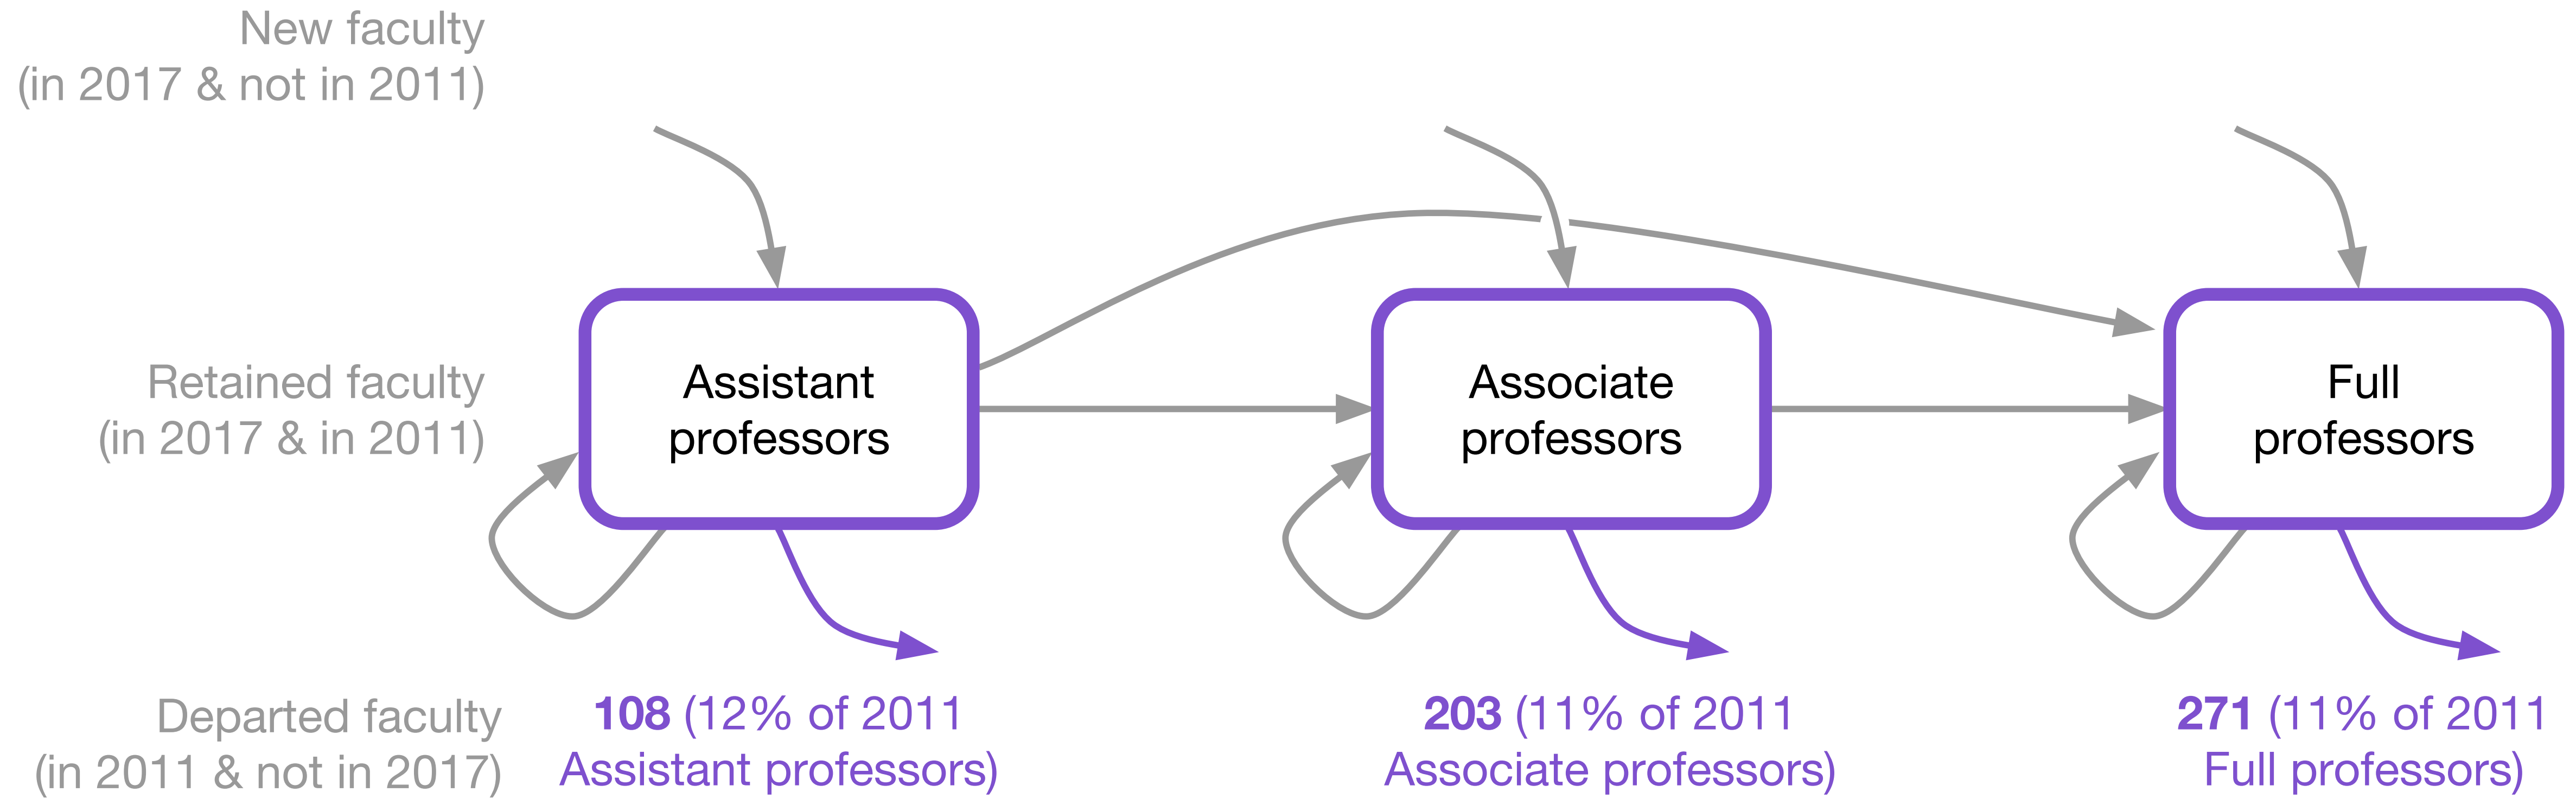 New faculty
(in 2017 & not in 2011)
Retained faculty
(in 2017 & in 2011)
Assistant
professors
Associate
professors
Full
professors
Departed faculty
(in 2011 & not in 2017)
108 (12% of 2011
Assistant professors)
203 (11% of 2011
Associate professors)
271 (11% of 2011
Full professors)